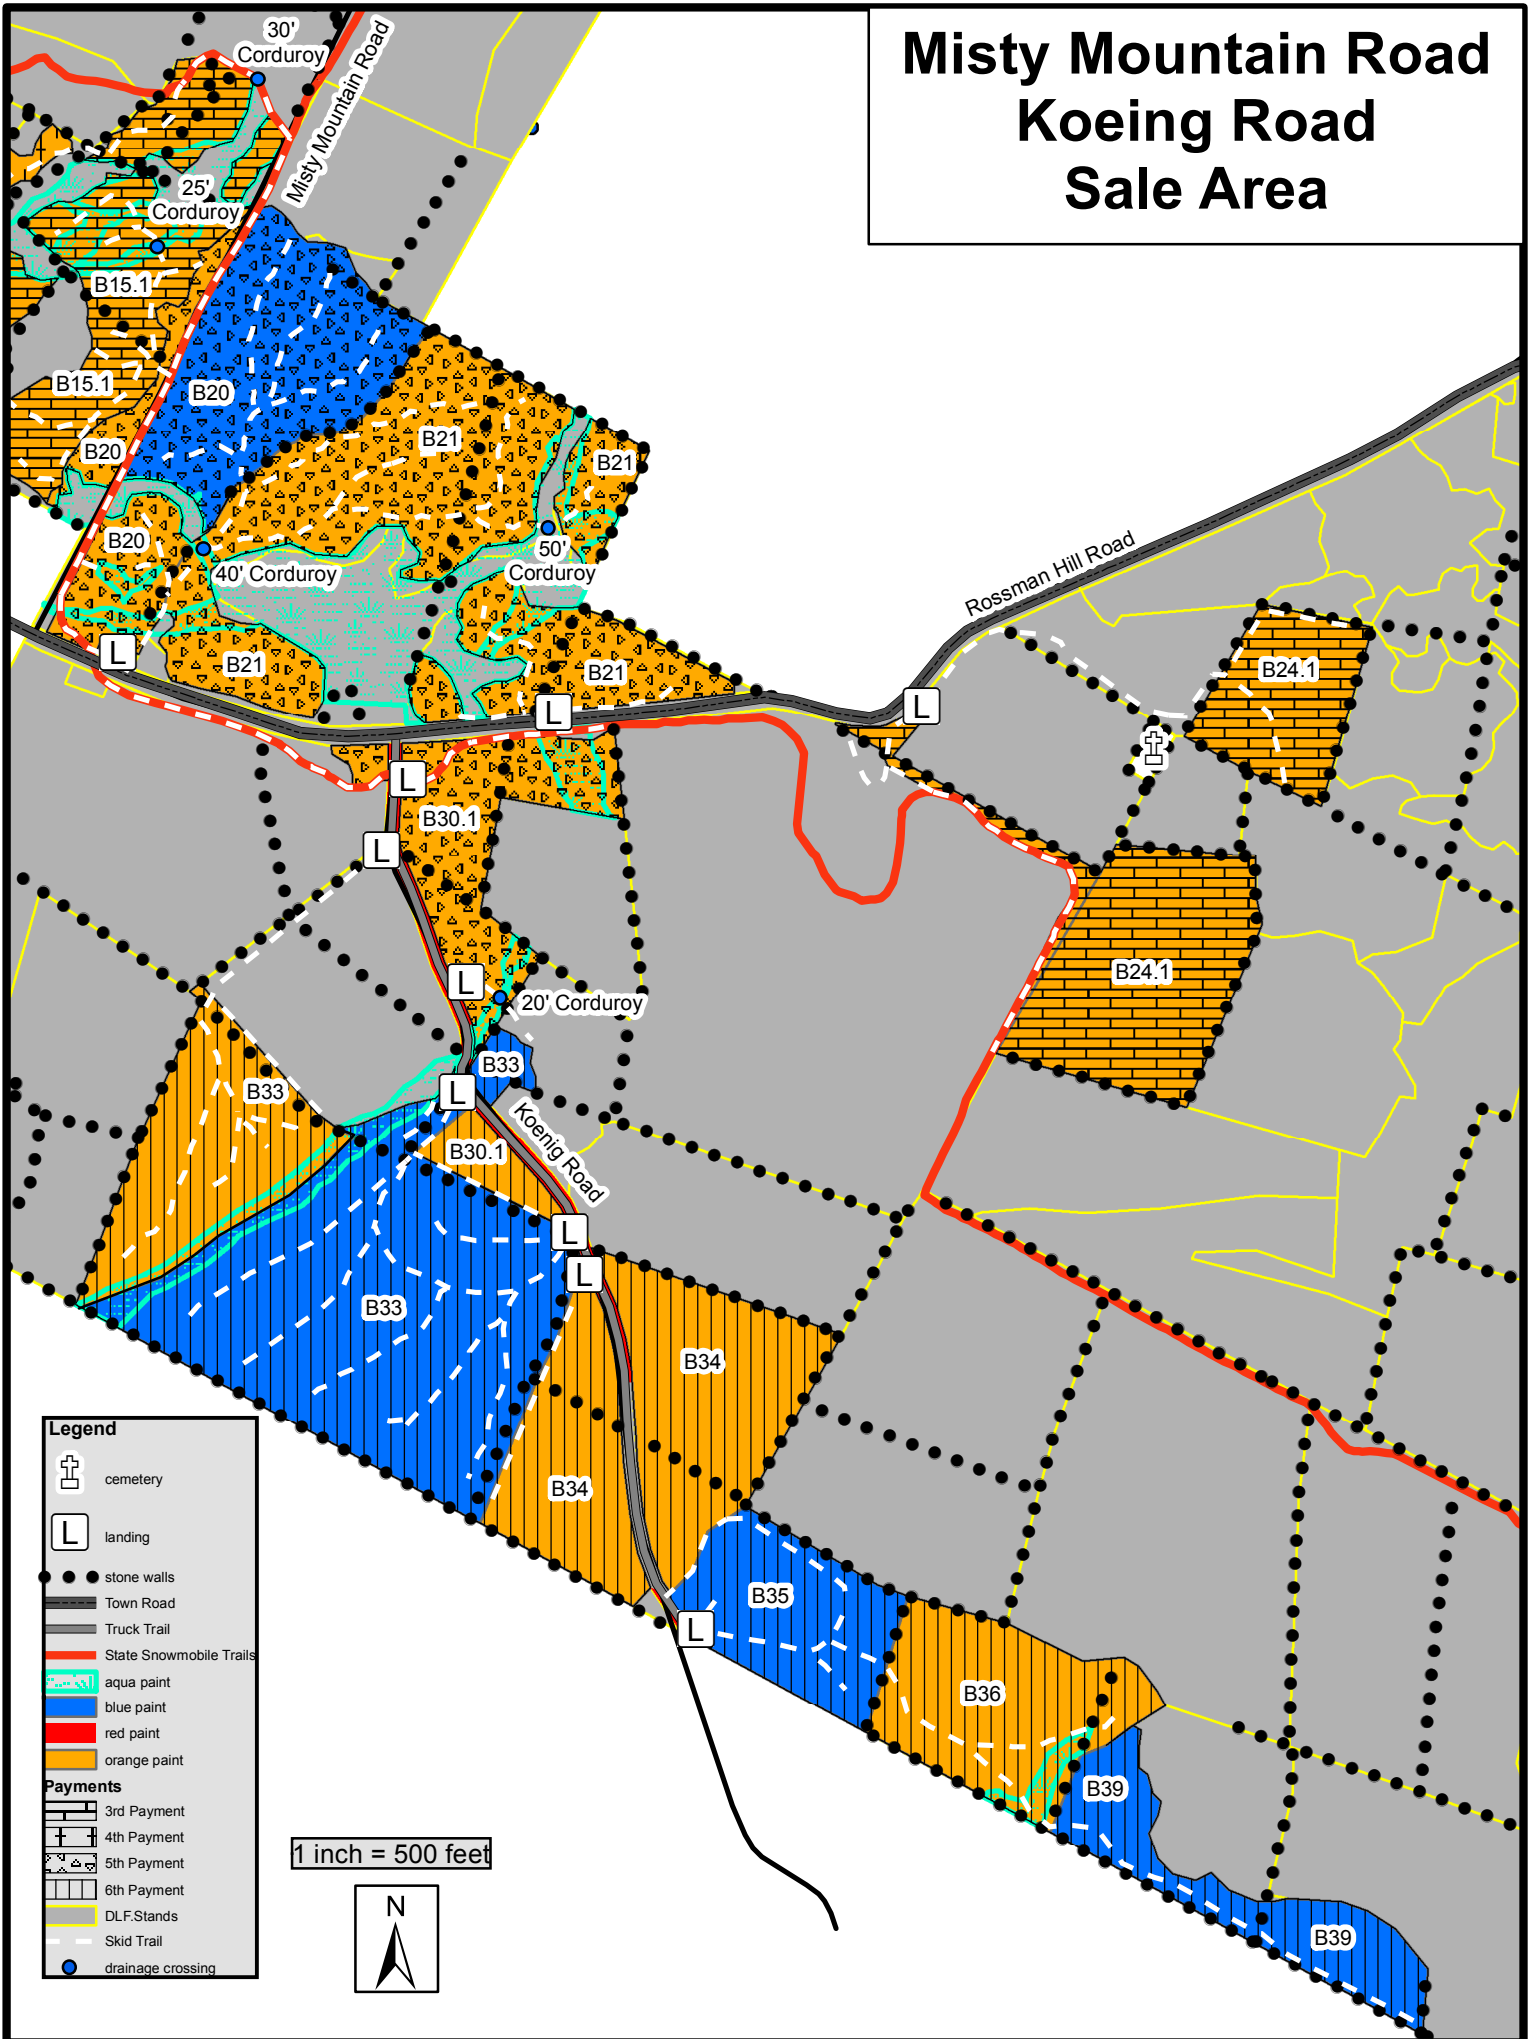 Misty Mountain Road
Koeing Road
Sale Area
30'
Corduroy
Misty Mountain Road
25'
Corduroy
B15.1
B15.1
B20
B20
B21
B21
B20
40' Corduroy
50'
Corduroy
Rossman Hill Road
L
B21
B21
L
L
B24.1
L
B30.1
L
B24.1
L
20' Corduroy
B33
B33
L
Koenig Road
B30.1
L
L
B33
B34
B34
B35
L
B36
B39
B39
Legend
cemetery
L
landing
stone walls
Town Road
Truck Trail
State Snowmobile Trails
aqua paint
blue paint
red paint
orange paint
Payments
3rd Payment
4th Payment
5th Payment
6th Payment
DLF.Stands
Skid Trail
drainage crossing
1 inch = 500 feet
N